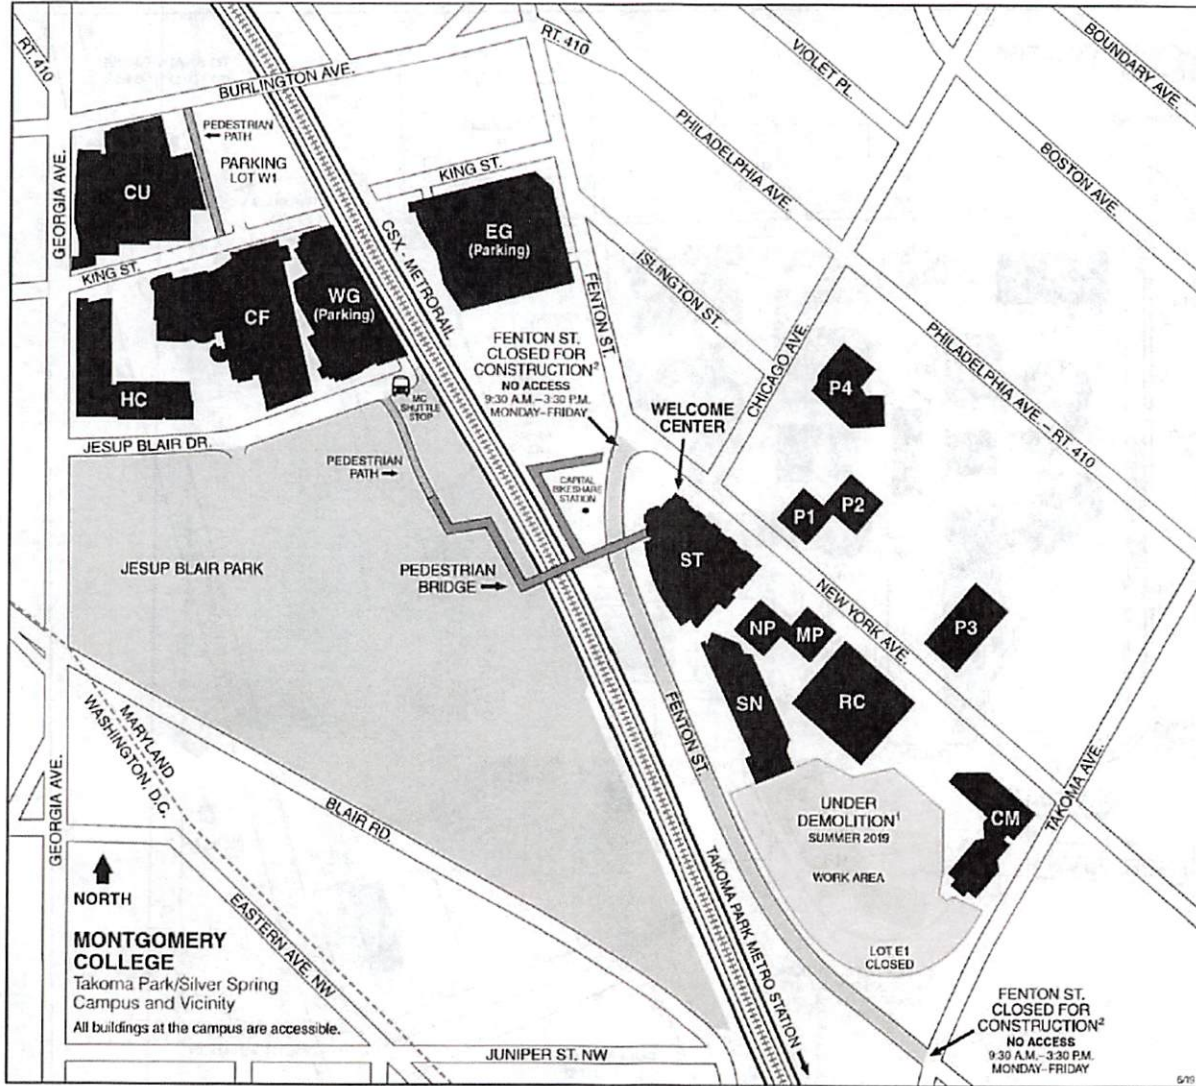 RT. 410
BURLINGTON AVE.
RT. 410
VIOLET PL.
BOUNDARY AVE.
PEDESTRIAN
PATH
PARKING
LOT W1
KING ST.
PHILADELPHIA AVE.
BOSTON AVE.
GEORGIA AVE.
CU
EG
(Parking)
CSX - METRORAIL
KING ST.
ISLINGTON ST.
FENTON ST.
WG
(Parking)
CF
FENTON ST.
CLOSED FOR
CONSTRUCTION²
NO ACCESS
9:30 A.M.–3:30 P.M.
MONDAY–FRIDAY
CHICAGO AVE.
PHILADELPHIA AVE. – RT. 410
P4
HC
MC
SHUTTLE
STOP
WELCOME
CENTER
JESUP BLAIR DR.
PEDESTRIAN
PATH
CAPITAL
BIKESHARE
STATION
P1
P2
JESUP BLAIR PARK
PEDESTRIAN
BRIDGE
ST
NEW YORK AVE.
NP
MP
P3
SN
RC
FENTON ST.
MARYLAND
WASHINGTON, D.C.
GEORGIA AVE.
BLAIR RD.
UNDER
DEMOLITION¹
SUMMER 2019
WORK AREA
CM
TAKOMA AVE.
TAKOMA PARK METRO STATION
LOT E1
CLOSED
NORTH
EASTERN AVE. NW
MONTGOMERY
COLLEGE
Takoma Park/Silver Spring
Campus and Vicinity
All buildings at the campus are accessible.
JUNIPER ST. NW
FENTON ST.
CLOSED FOR
CONSTRUCTION²
NO ACCESS
9:30 A.M.–3:30 P.M.
MONDAY–FRIDAY